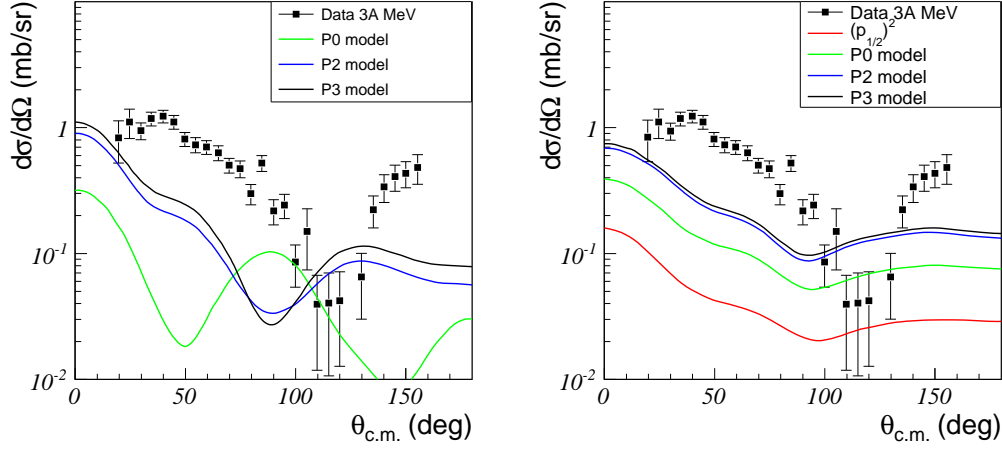 dσ/dΩ (mb/sr)
1
10⁻¹
10⁻²
0
50
100
150
θc.m. (deg)
Data 3A MeV
P0 model
P2 model
P3 model
dσ/dΩ (mb/sr)
1
10⁻¹
10⁻²
0
50
100
150
θc.m. (deg)
Data 3A MeV
(p1/2)²
P0 model
P2 model
P3 model